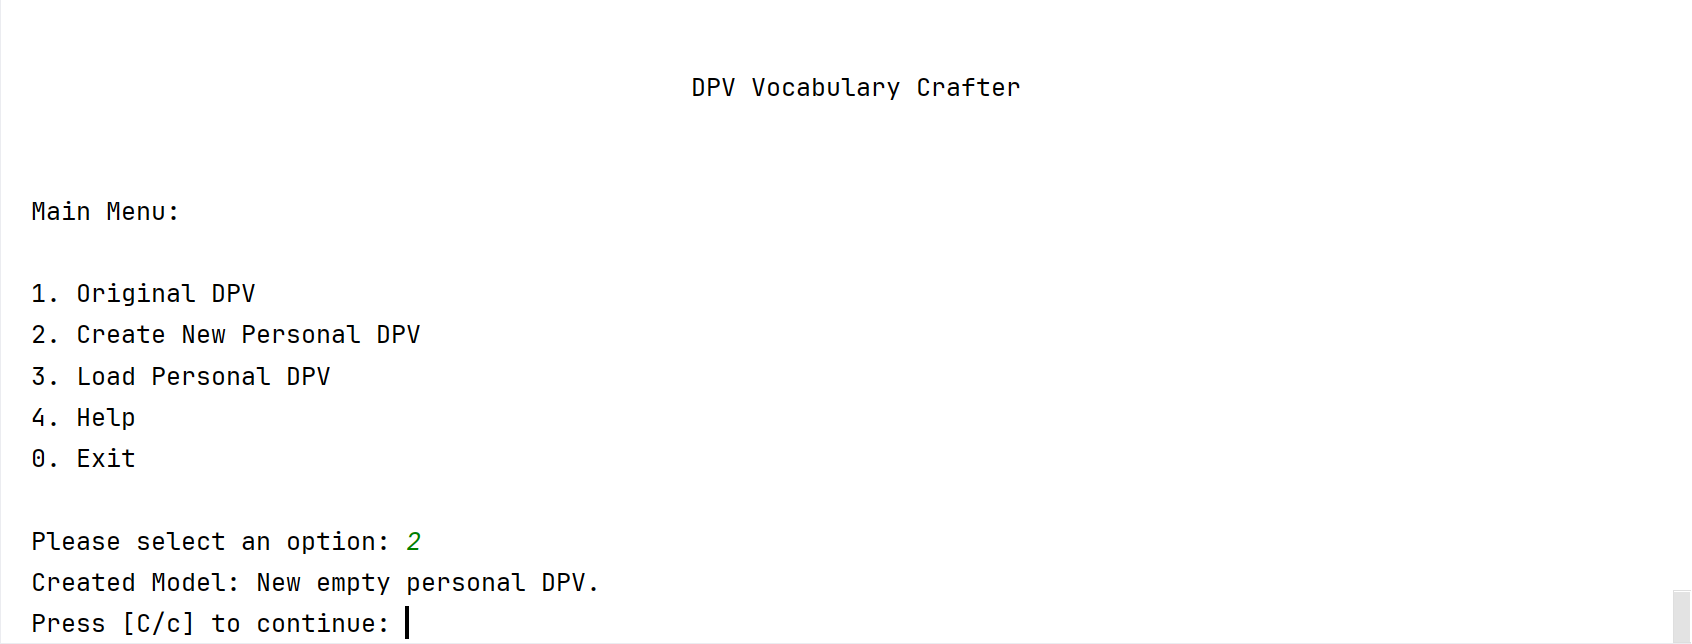 DPV Vocabulary Crafter
Main Menu:
1. Original DPV
2. Create New Personal DPV
3. Load Personal DPV
4. Help
0. Exit
Please select an option: 2
Created Model: New empty personal DPV.
Press [C/c] to continue: